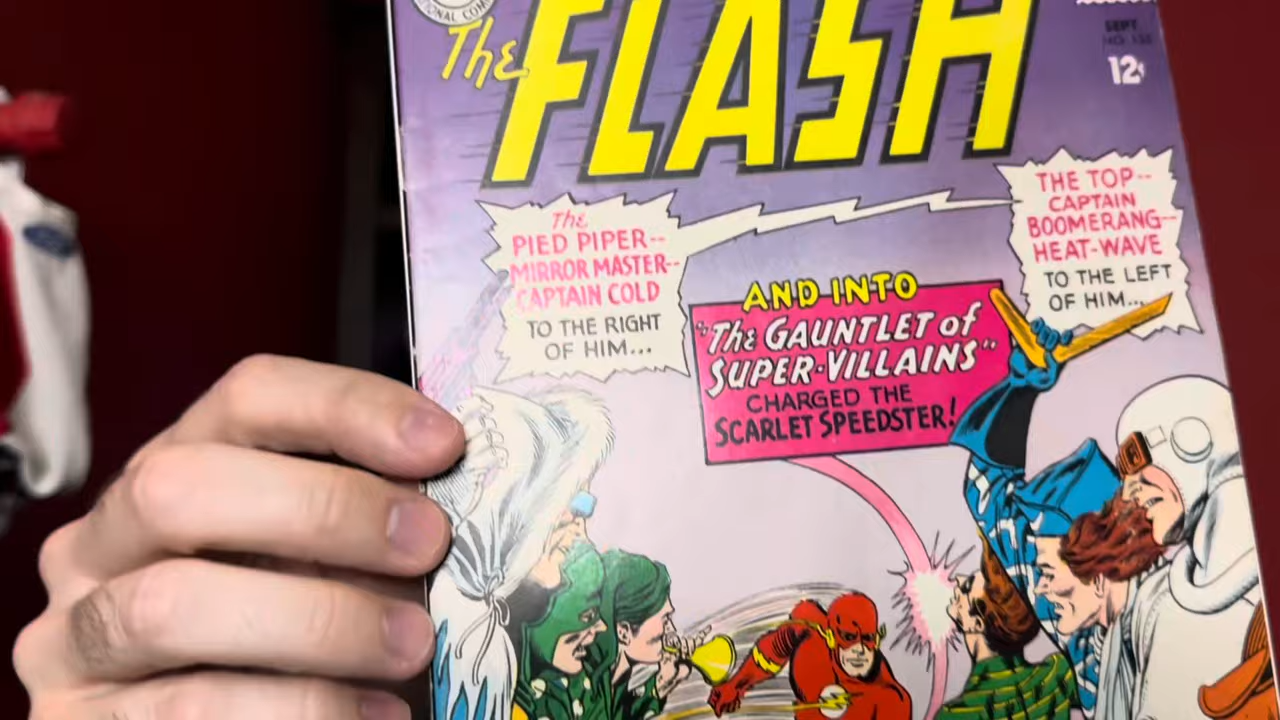 The
FLASH
SEPT.
12¢
The
PIED PIPER--
MIRROR MASTER--
CAPTAIN COLD
TO THE RIGHT
OF HIM...
THE TOP--
CAPTAIN
BOOMERANG--
HEAT-WAVE
TO THE LEFT
OF HIM...
AND INTO
"The GAUNTLET of
SUPER-VILLAINS"
CHARGED THE
SCARLET SPEEDSTER!